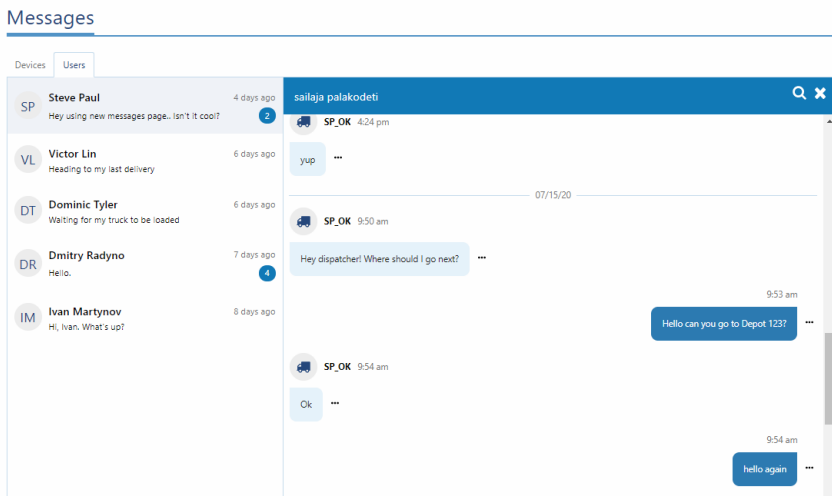 Messages
Devices
Users
SP
Steve Paul
4 days ago
Hey using new messages page.. Isn't it cool?
2
VL
Victor Lin
6 days ago
Heading to my last delivery
DT
Dominic Tyler
6 days ago
Waiting for my truck to be loaded
DR
Dmitry Radyno
7 days ago
Hello.
4
IM
Ivan Martynov
8 days ago
Hi, Ivan. What's up?
sailaja palakodeti
SP_OK 4:24 pm
yup
07/15/20
SP_OK 9:50 am
Hey dispatcher! Where should I go next?
9:53 am
Hello can you go to Depot 123?
SP_OK 9:54 am
Ok
9:54 am
hello again